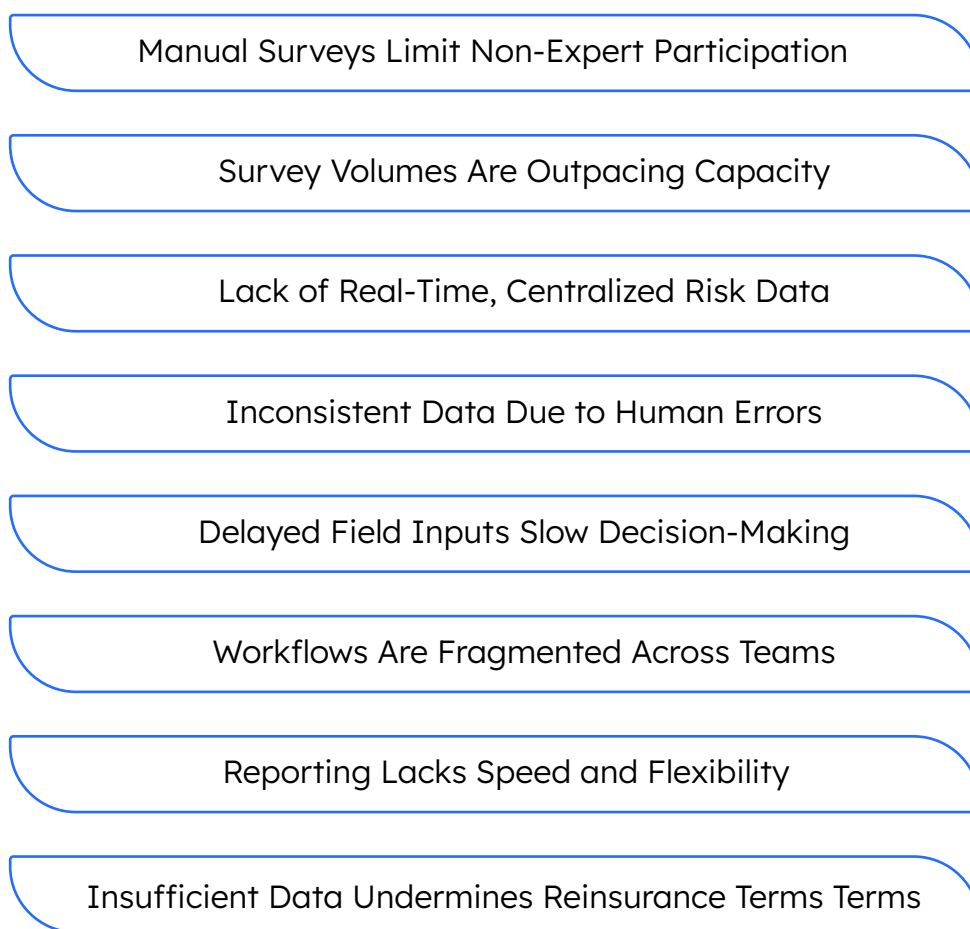 Manual Surveys Limit Non-Expert Participation
Survey Volumes Are Outpacing Capacity
Lack of Real-Time, Centralized Risk Data
Inconsistent Data Due to Human Errors
Delayed Field Inputs Slow Decision-Making
Workflows Are Fragmented Across Teams
Reporting Lacks Speed and Flexibility
Insufficient Data Undermines Reinsurance Terms Terms